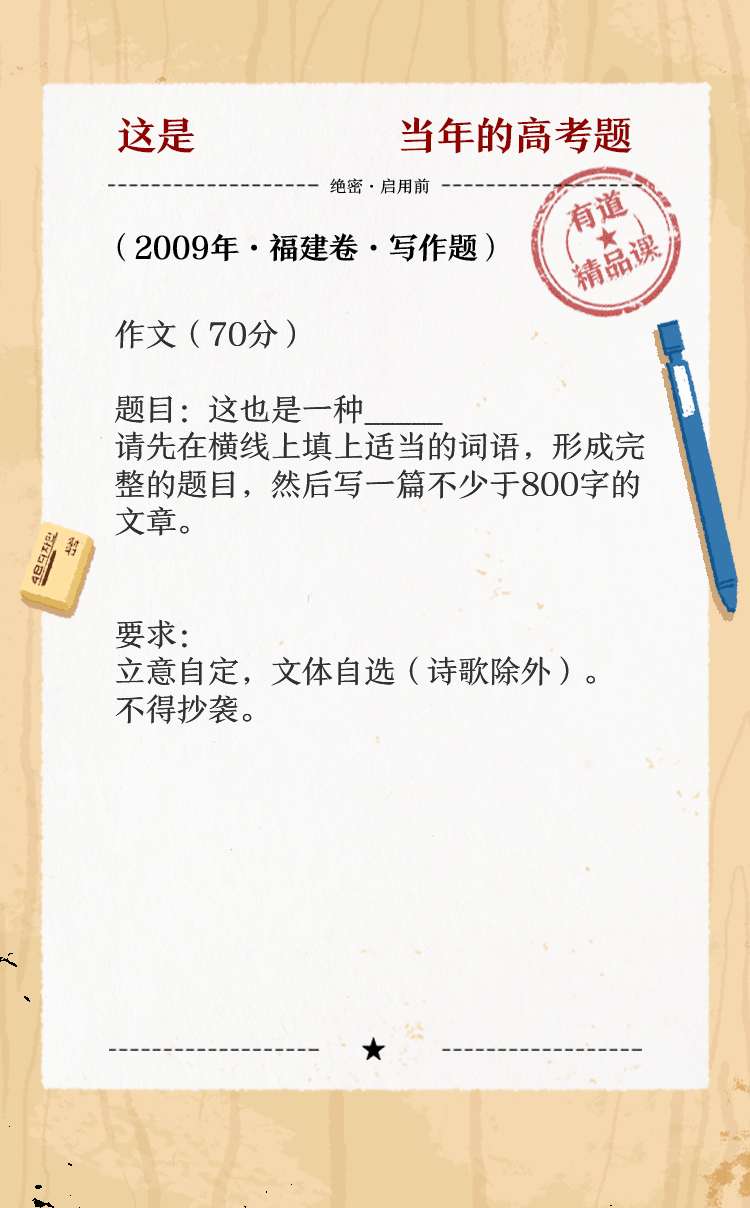 这是 当年的高考题
绝密·启用前
有道
精品课
（2009年·福建卷·写作题）
作文（70分）
题目：这也是一种_____
请先在横线上填上适当的词语，形成完
整的题目，然后写一篇不少于800字的
文章。
要求：
立意自定，文体自选（诗歌除外）。
不得抄袭。